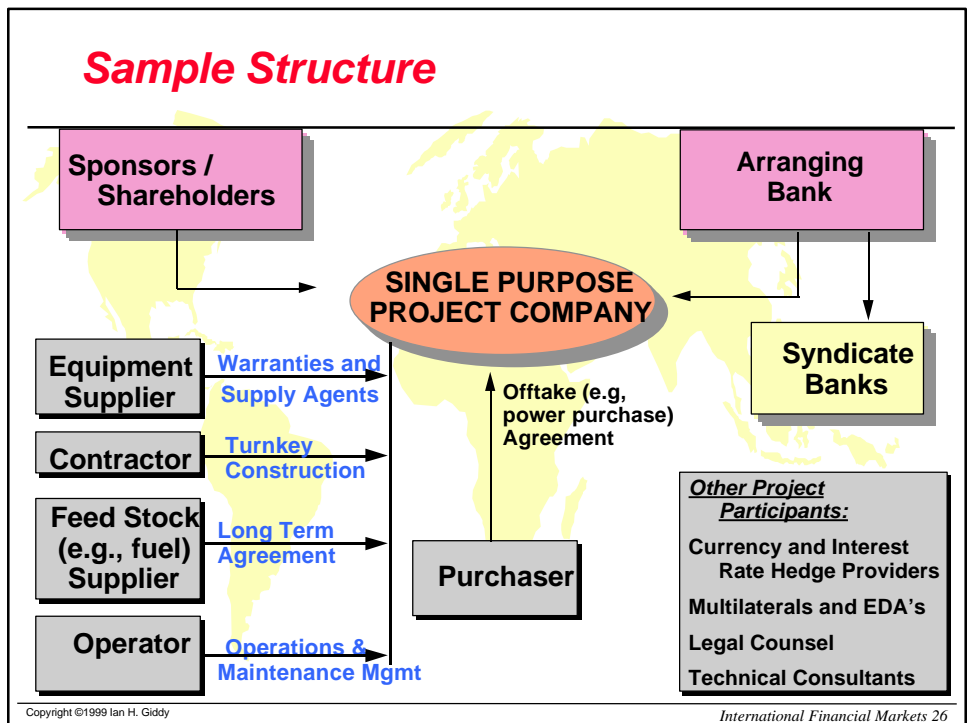 Sample Structure
Sponsors /
Shareholders
Arranging
Bank
SINGLE PURPOSE
PROJECT COMPANY
Syndicate
Banks
Equipment
Supplier
Warranties and
Supply Agents
Offtake (e.g,
power purchase)
Agreement
Contractor
Turnkey
Construction
Feed Stock
(e.g., fuel)
Supplier
Long Term
Agreement
Purchaser
Operator
Operations &
Maintenance Mgmt
Other Project
Participants:
Currency and Interest
Rate Hedge Providers
Multilaterals and EDA's
Legal Counsel
Technical Consultants
Copyright ©1999 Ian H. Giddy
International Financial Markets 26